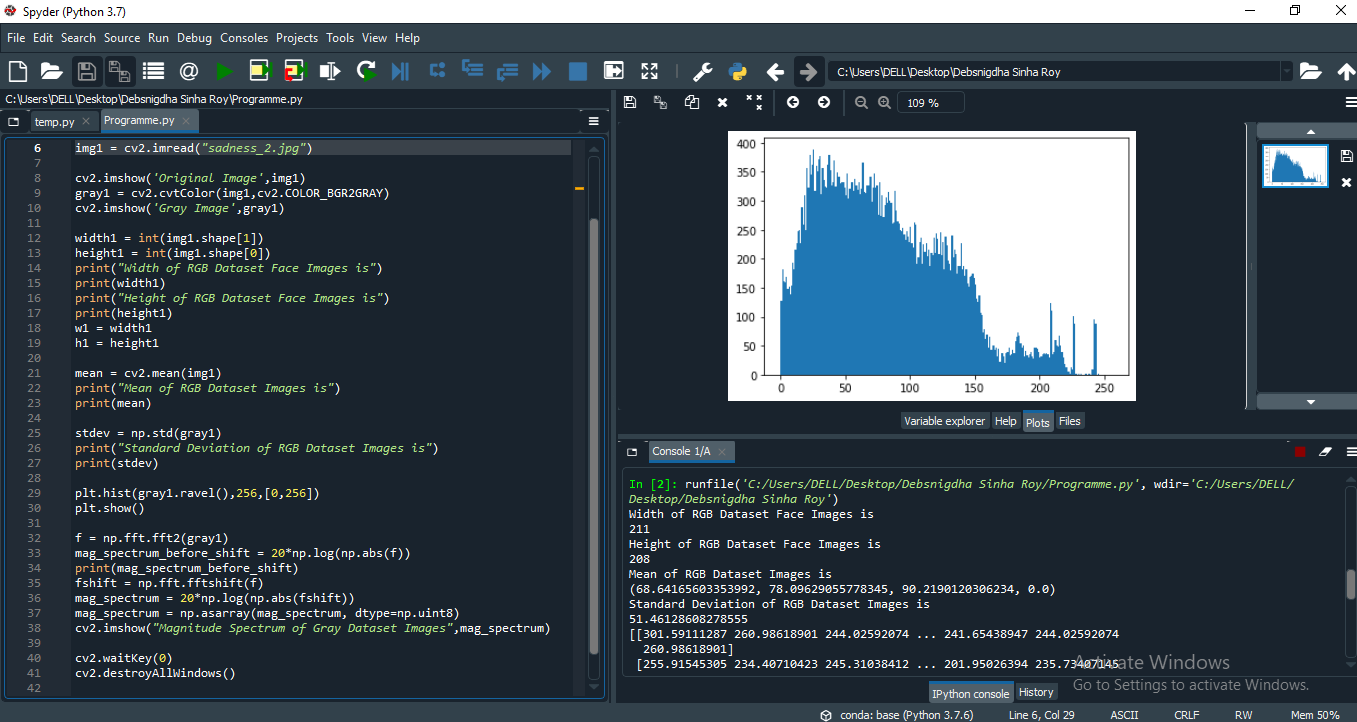 Spyder (Python 3.7)
File Edit Search Source Run Debug Consoles Projects Tools View Help
C:\Users\DELL\Desktop\Debsnigdha Sinha Roy
C:\Users\DELL\Desktop\Debsnigdha Sinha Roy\Programme.py
temp.py Programme.py
6 img1 = cv2.imread("sadness_2.jpg")
7
8 cv2.imshow('Original Image',img1)
9 gray1 = cv2.cvtColor(img1,cv2.COLOR_BGR2GRAY)
10 cv2.imshow('Gray Image',gray1)
11
12 width1 = int(img1.shape[1])
13 height1 = int(img1.shape[0])
14 print("Width of RGB Dataset Face Images is")
15 print(width1)
16 print("Height of RGB Dataset Face Images is")
17 print(height1)
18 w1 = width1
19 h1 = height1
20
21 mean = cv2.mean(img1)
22 print("Mean of RGB Dataset Images is")
23 print(mean)
24
25 stdev = np.std(gray1)
26 print("Standard Deviation of RGB Dataset Images is")
27 print(stdev)
28
29 plt.hist(gray1.ravel(),256,[0,256])
30 plt.show()
31
32 f = np.fft.fft2(gray1)
33 mag_spectrum_before_shift = 20*np.log(np.abs(f))
34 print(mag_spectrum_before_shift)
35 fshift = np.fft.fftshift(f)
36 mag_spectrum = 20*np.log(np.abs(fshift))
37 mag_spectrum = np.asarray(mag_spectrum, dtype=np.uint8)
38 cv2.imshow("Magnitude Spectrum of Gray Dataset Images",mag_spectrum)
39
40 cv2.waitKey(0)
41 cv2.destroyAllWindows()
42
109 %
400
350
300
250
200
150
100
50
0
0 50 100 150 200 250
Variable explorer Help Plots Files
Console 1/A
In [2]: runfile('C:/Users/DELL/Desktop/Debsnigdha Sinha Roy/Programme.py', wdir='C:/Users/DELL/
Desktop/Debsnigdha Sinha Roy')
Width of RGB Dataset Face Images is
211
Height of RGB Dataset Face Images is
208
Mean of RGB Dataset Images is
(68.64165603353992, 78.09629055778345, 90.2190120306234, 0.0)
Standard Deviation of RGB Dataset Images is
51.46128608278555
[[301.59111287 260.98618901 244.02592074 ... 241.65438947 244.02592074
260.98618901]
[255.91545305 234.40710423 245.31038412 ... 201.95026394
Activate Windows
Go to Settings to activate Windows.
IPython console History
conda: base (Python 3.7.6) Line 6, Col 29 ASCII CRLF RW Mem 50%